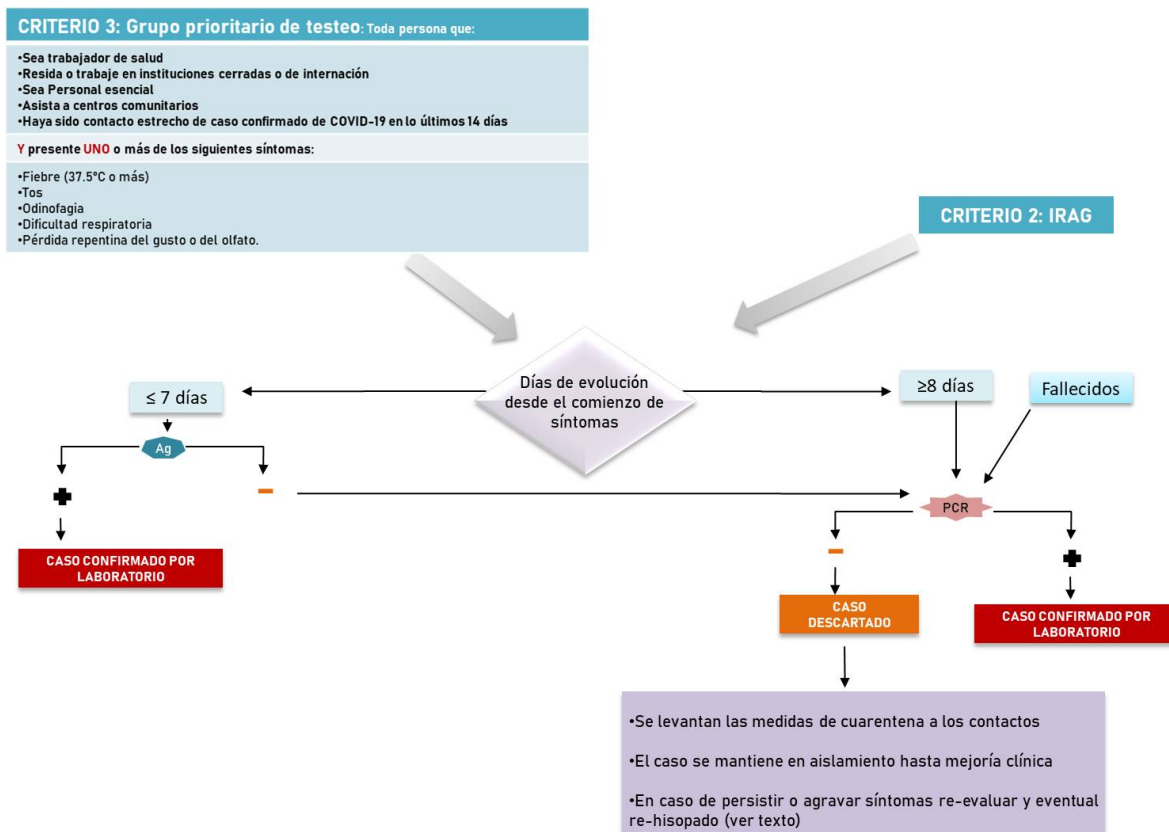 CRITERIO 3: Grupo prioritario de testeo: Toda persona que:
•Sea trabajador de salud
•Resida o trabaje en instituciones cerradas o de internación
•Sea Personal esencial
•Asista a centros comunitarios
•Haya sido contacto estrecho de caso confirmado de COVID-19 en lo últimos 14 días
Y presente UNO o más de los siguientes síntomas:
•Fiebre (37.5°C o más)
•Tos
•Odinofagia
•Dificultad respiratoria
•Pérdida repentina del gusto o del olfato.
CRITERIO 2: IRAG
Días de evolución
desde el comienzo de
síntomas
≤ 7 días
≥8 días
Fallecidos
Ag
PCR
CASO CONFIRMADO POR
LABORATORIO
CASO
DESCARTADO
CASO CONFIRMADO POR
LABORATORIO
•Se levantan las medidas de cuarentena a los contactos
•El caso se mantiene en aislamiento hasta mejoría clínica
•En caso de persistir o agravar síntomas re-evaluar y eventual
re-hisopado (ver texto)